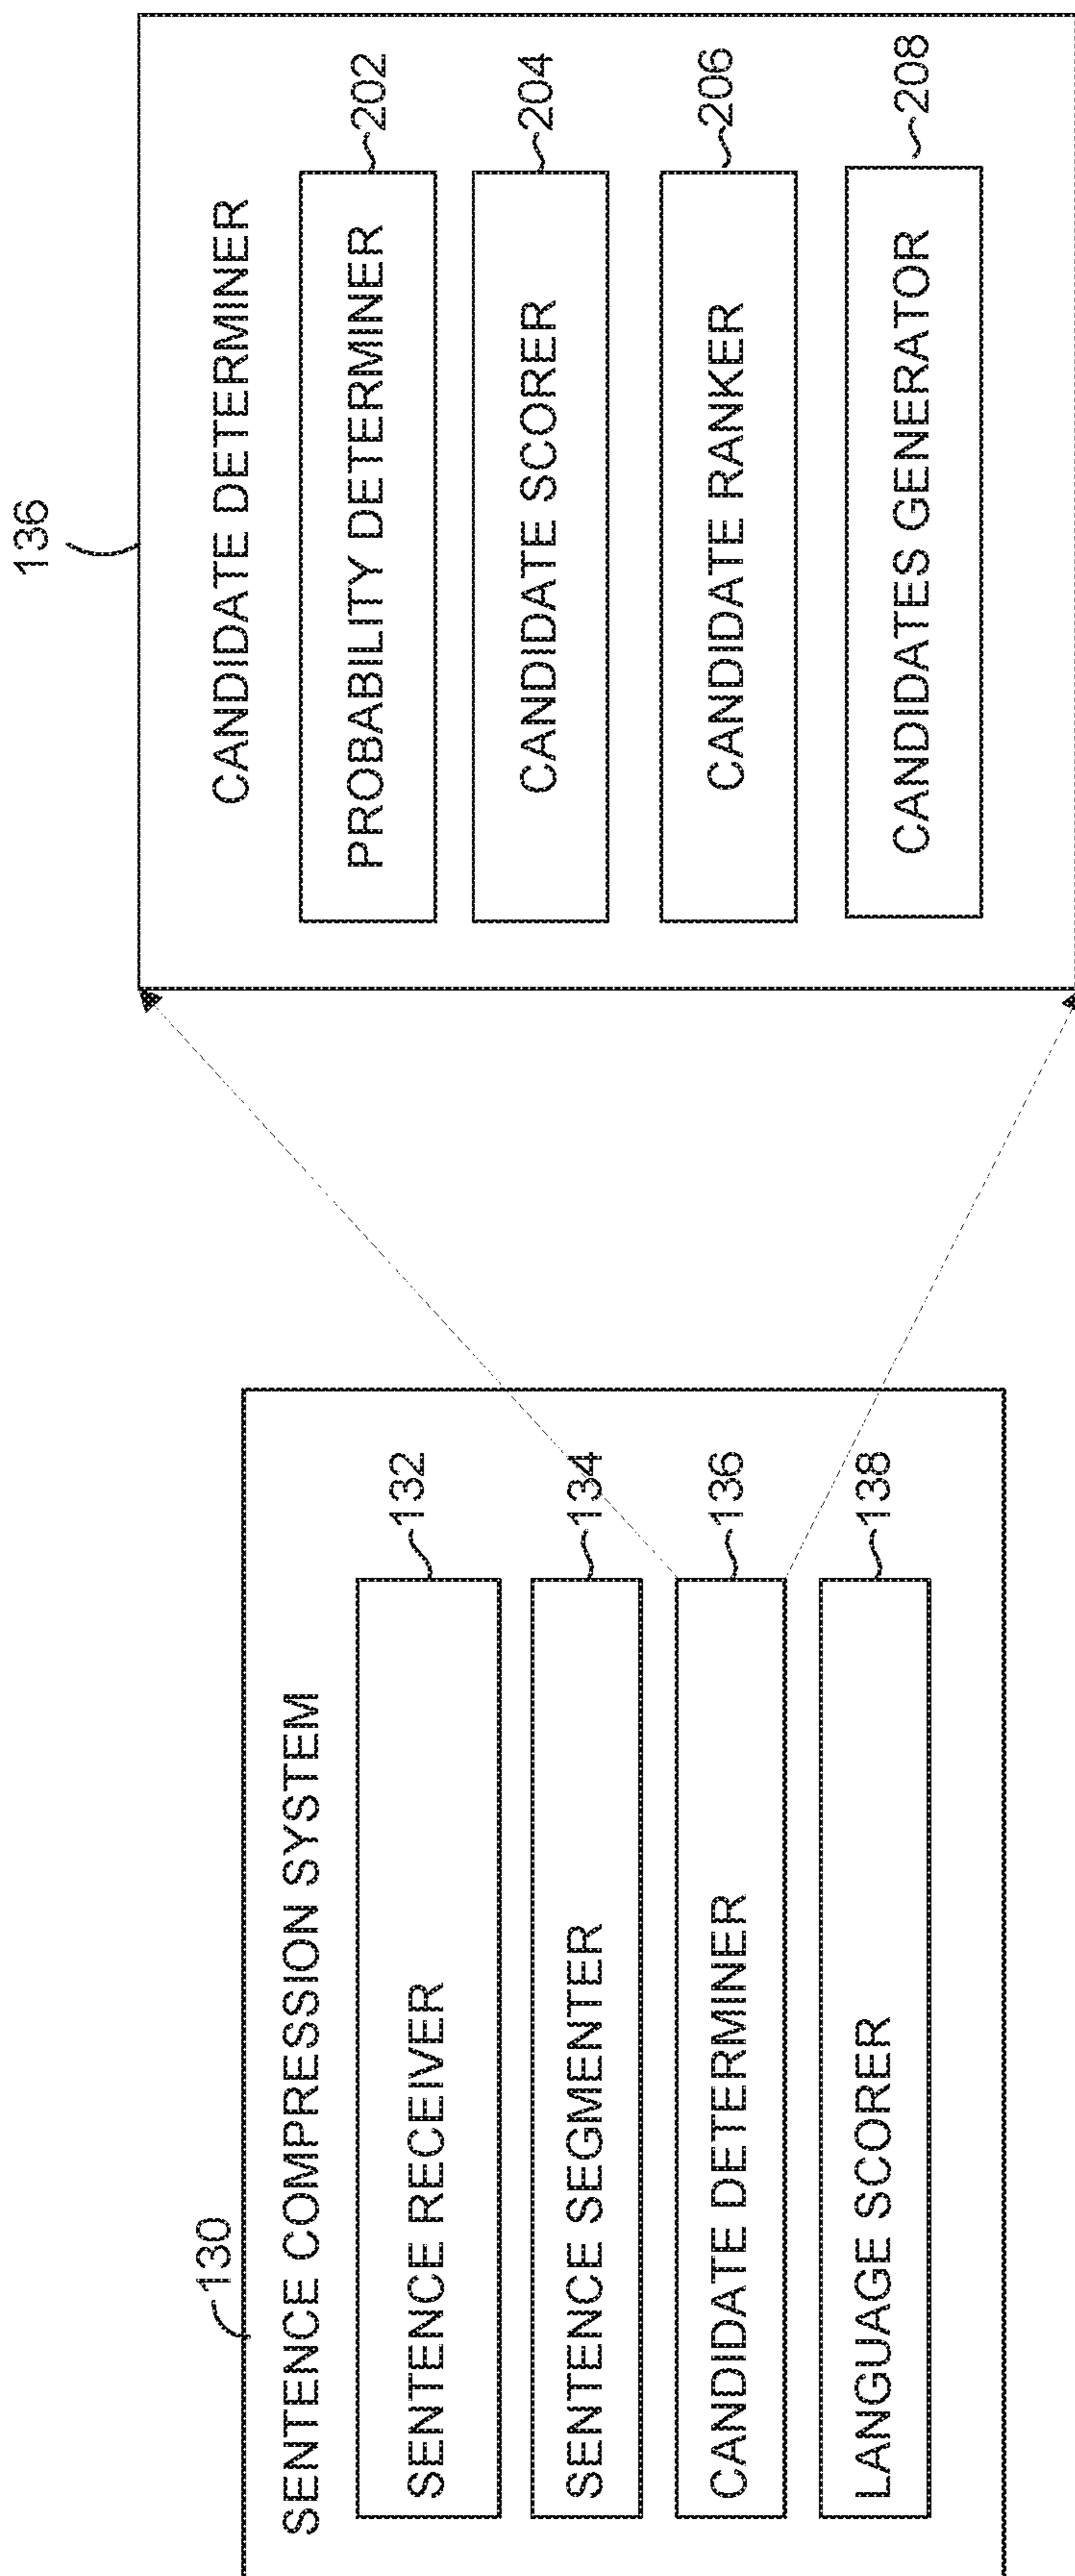 130
SENTENCE COMPRESSION SYSTEM
SENTENCE RECEIVER
132
SENTENCE SEGMENTER
134
CANDIDATE DETERMINER
136
LANGUAGE SCORER
138
136
CANDIDATE DETERMINER
PROBABILITY DETERMINER
202
CANDIDATE SCORER
204
CANDIDATE RANKER
206
CANDIDATES GENERATOR
208